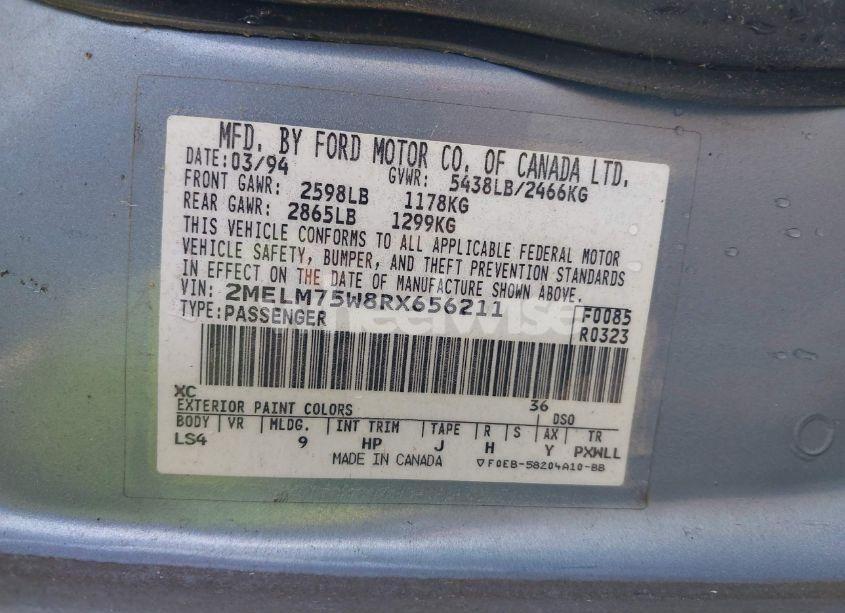 MFD. BY FORD MOTOR CO. OF CANADA LTD.
DATE: 03/94 GVWR: 5438LB/2466KG
FRONT GAWR: 2598LB 1178KG
REAR GAWR: 2865LB 1299KG
THIS VEHICLE CONFORMS TO ALL APPLICABLE FEDERAL MOTOR
VEHICLE SAFETY, BUMPER, AND THEFT PREVENTION STANDARDS
IN EFFECT ON THE DATE OF MANUFACTURE SHOWN ABOVE.
VIN: 2MELM75W8RX656211 F0085
TYPE: PASSENGER R0323
XC 36
EXTERIOR PAINT COLORS DSO
BODY VR MLDG. INT TRIM TAPE R S AX TR
LS4 9 HP J H Y PXWLL
MADE IN CANADA ▽F0EB-58204A10-BB